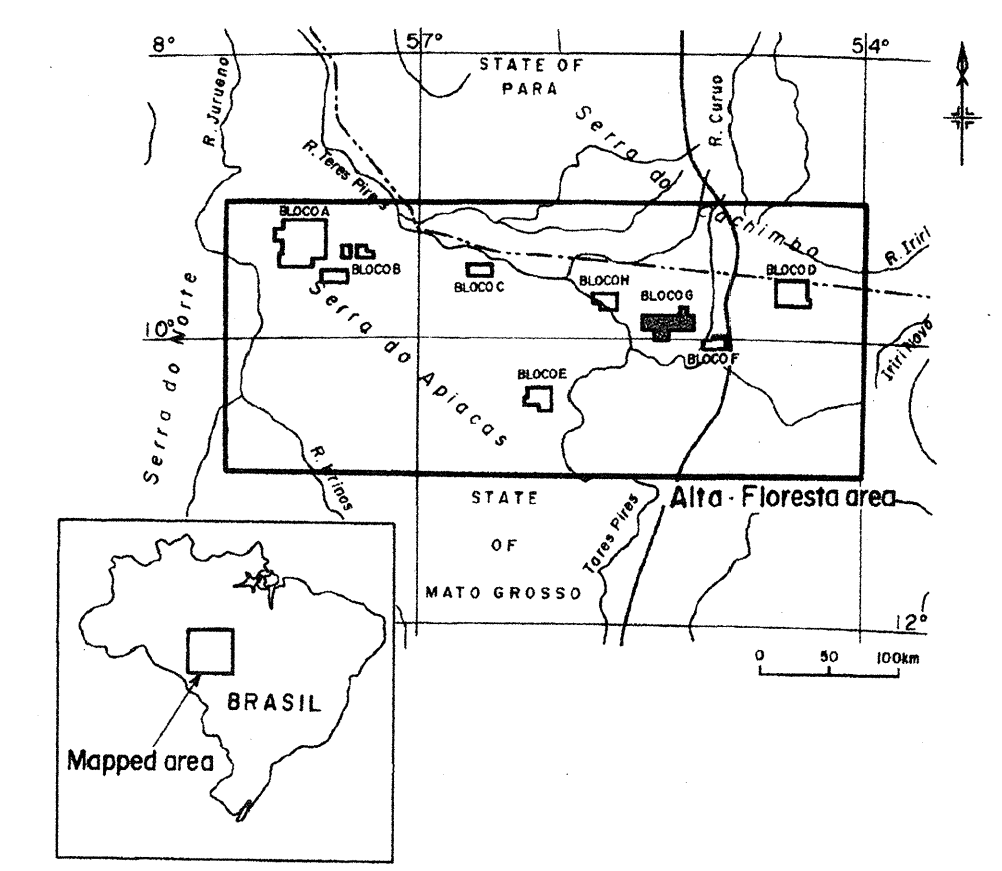 8° 57° 54°
STATE OF
PARA
R. Jurueno
R. Teres Pires
Serra do Cachimbo
R. Curuo
R. Iriri
BLOCO A
BLOCO B
BLOCO C
BLOCO H
BLOCO G
BLOCO D
10°
Serra do Norte
Serra do Apiacas
BLOCO F
Iriri Novo
BLOCO E
R. Arinos
STATE
OF
MATO GROSSO
Tares Pires
Alta - Floresta area
12°
0 50 100km
BRASIL
Mapped area